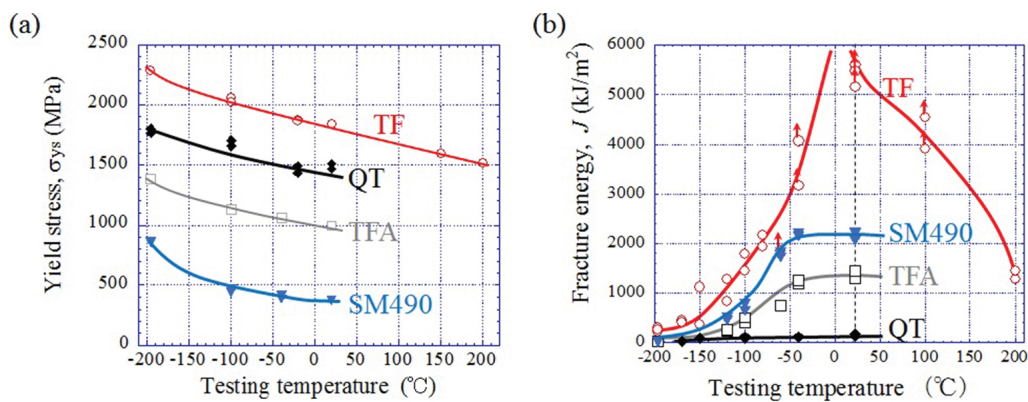 (a)
Yield stress, σys (MPa)
2500
2000
1500
1000
500
0
-200 -150 -100 -50 0 50 100 150 200
Testing temperature (℃)
TF
QT
TFA
SM490
(b)
Fracture energy, J (kJ/m²)
6000
5000
4000
3000
2000
1000
0
-200 -150 -100 -50 0 50 100 150 200
Testing temperature (℃)
TF
SM490
TFA
QT